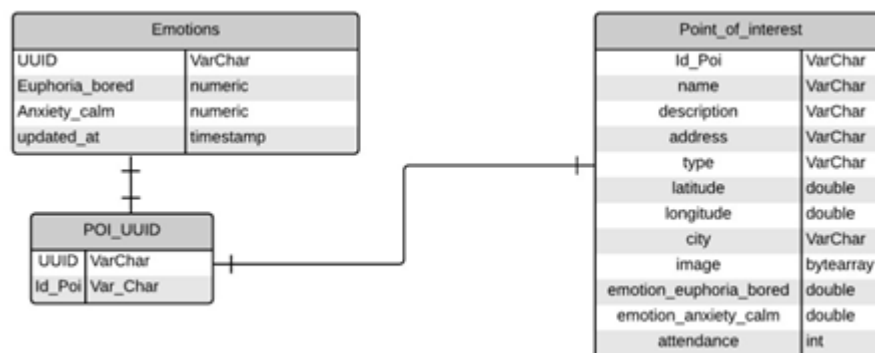 Emotions
UUID VarChar
Euphoria_bored numeric
Anxiety_calm numeric
updated_at timestamp
POI_UUID
UUID VarChar
Id_Poi Var_Char
Point_of_interest
Id_Poi VarChar
name VarChar
description VarChar
address VarChar
type VarChar
latitude double
longitude double
city VarChar
image bytearray
emotion_euphoria_bored double
emotion_anxiety_calm double
attendance int